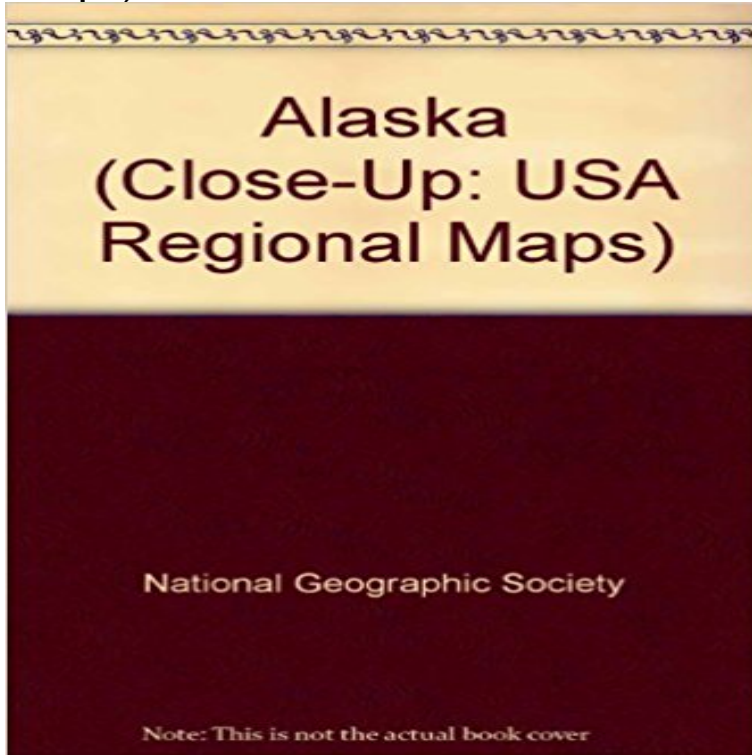 Alaska
(Close-Up: USA
Regional Maps)
National Geographic Society
Note: This is not the actual book cover